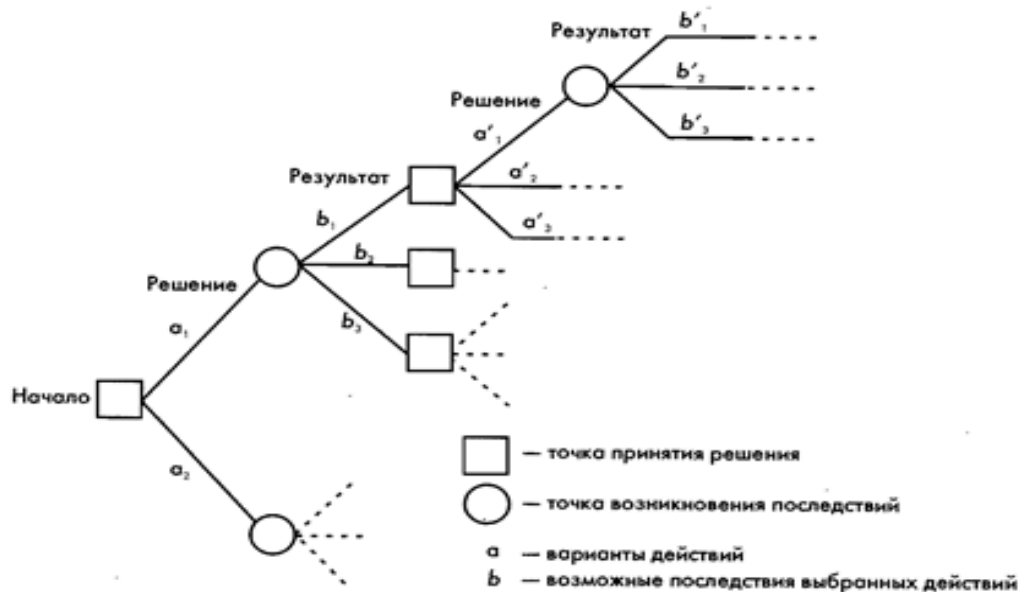 Результат
b'₁
b'₂
b'₃
Решение
a'₁
Результат
a'₂
a'₃
b₁
b₂
b₃
Решение
a₁
Начало
a₂
— точка принятия решения
— точка возникновения последствий
a — варианты действий
b — возможные последствия выбранных действий